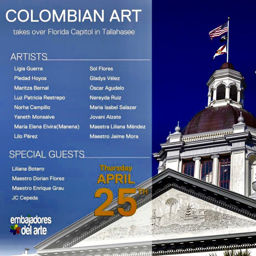 COLOMBIAN ART
takes over Florida Capitol in Tallahasee
ARTISTS
Ligia Guerra
Piedad Hoyos
Maritza Bernal
Luz Patricia Restrepo
Norha Campillo
Yaneth Monsalve
María Elena Elvira(Manena)
Lilo Pérez
Sol Flores
Gladys Vélez
Óscar Agudelo
Nereyda Ruiz
Maria Isabel Salazar
Jovani Alzate
Maestra Liliana Méndez
Maestro Jaime Mora
SPECIAL GUESTS
Liliana Botero
Maestro Dorian Florez
Maestro Enrique Grau
JC Cepeda
Thursday
APRIL
25TH
embajadores
del arte